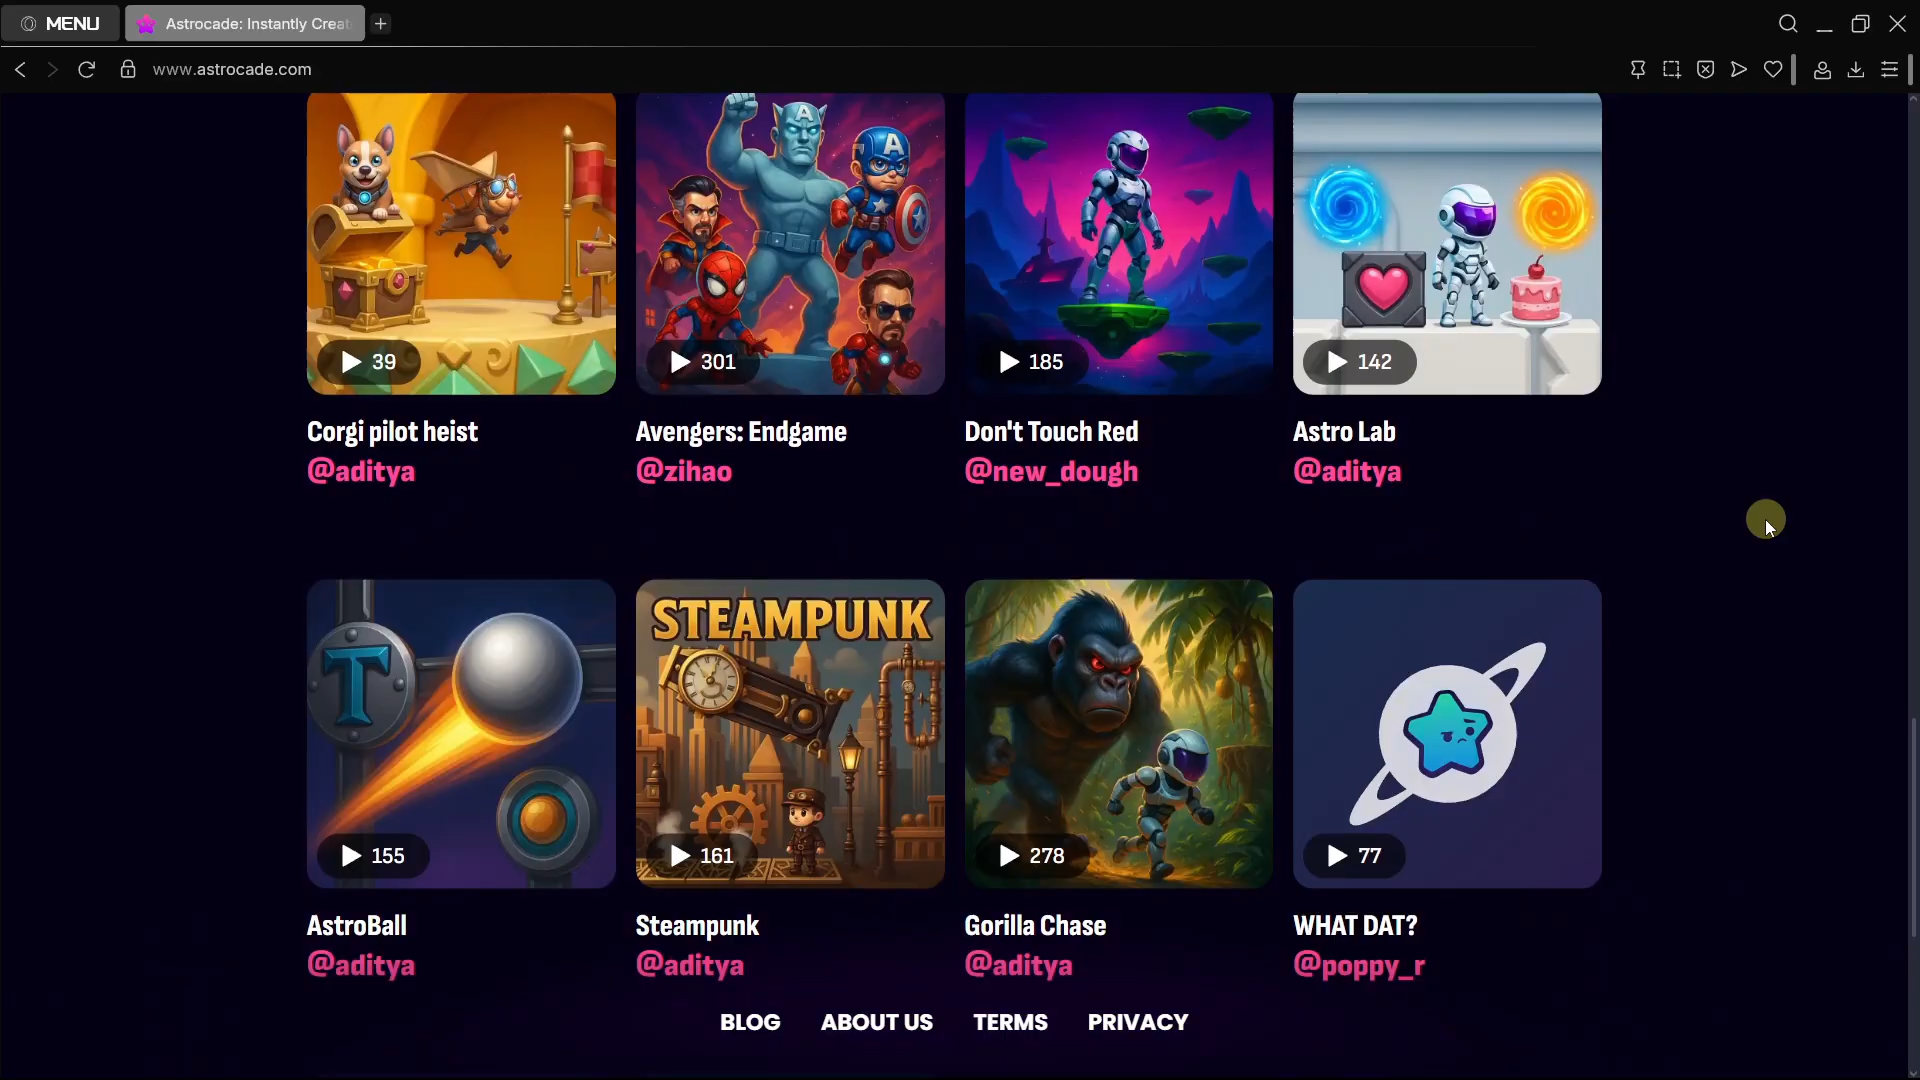 MENU
Astrocade: Instantly Creat
www.astrocade.com
A
A
39
301
185
142
Corgi pilot heist
Avengers: Endgame
Don't Touch Red
Astro Lab
@aditya
@zihao
@new_dough
@aditya
T
STEAMPUNK
155
161
278
77
AstroBall
Steampunk
Gorilla Chase
WHAT DAT?
@aditya
@aditya
@aditya
@poppy_r
BLOG
ABOUT US
TERMS
PRIVACY